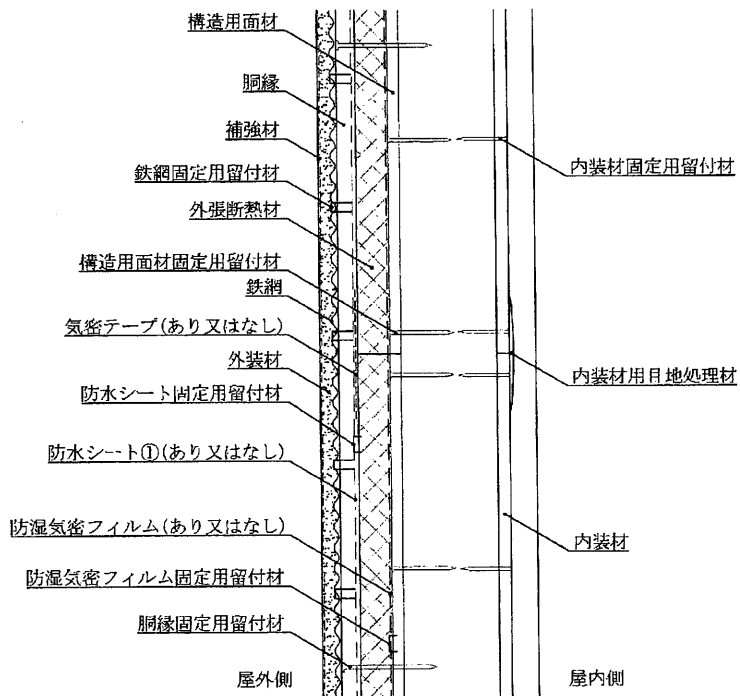 構造用面材
胴縁
補強材
鉄網固定用留付材
外張断熱材
構造用面材固定用留付材
鉄網
気密テープ(あり又はなし)
外装材
防水シート固定用留付材
防水シート①(あり又はなし)
防湿気密フィルム(あり又はなし)
防湿気密フィルム固定用留付材
胴縁固定用留付材
屋外側
内装材固定用留付材
内装材用目地処理材
内装材
屋内側